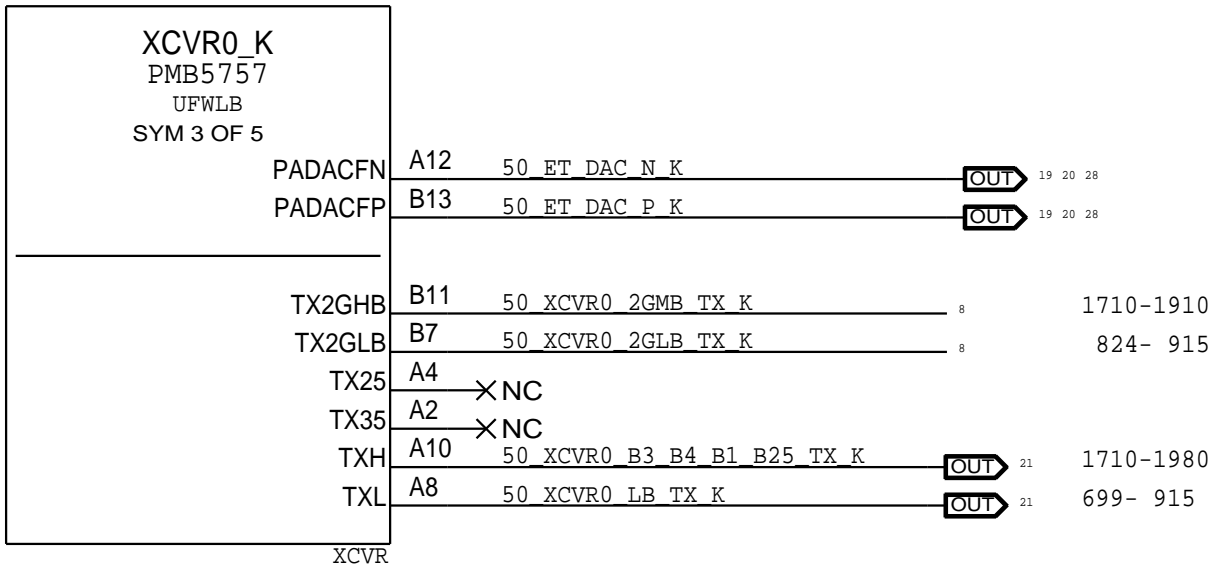 XCVR0_K
PMB5757
UFWLB
SYM 3 OF 5
PADACFN A12 50_ET_DAC_N_K OUT 19 20 28
PADACFP B13 50_ET_DAC_P_K OUT 19 20 28
TX2GHB B11 50_XCVR0_2GMB_TX_K 8 1710-1910
TX2GLB B7 50_XCVR0_2GLB_TX_K 8 824- 915
TX25 A4 NC
TX35 A2 NC
TXH A10 50_XCVR0_B3_B4_B1_B25_TX_K OUT 21 1710-1980
TXL A8 50_XCVR0_LB_TX_K OUT 21 699- 915
XCVR